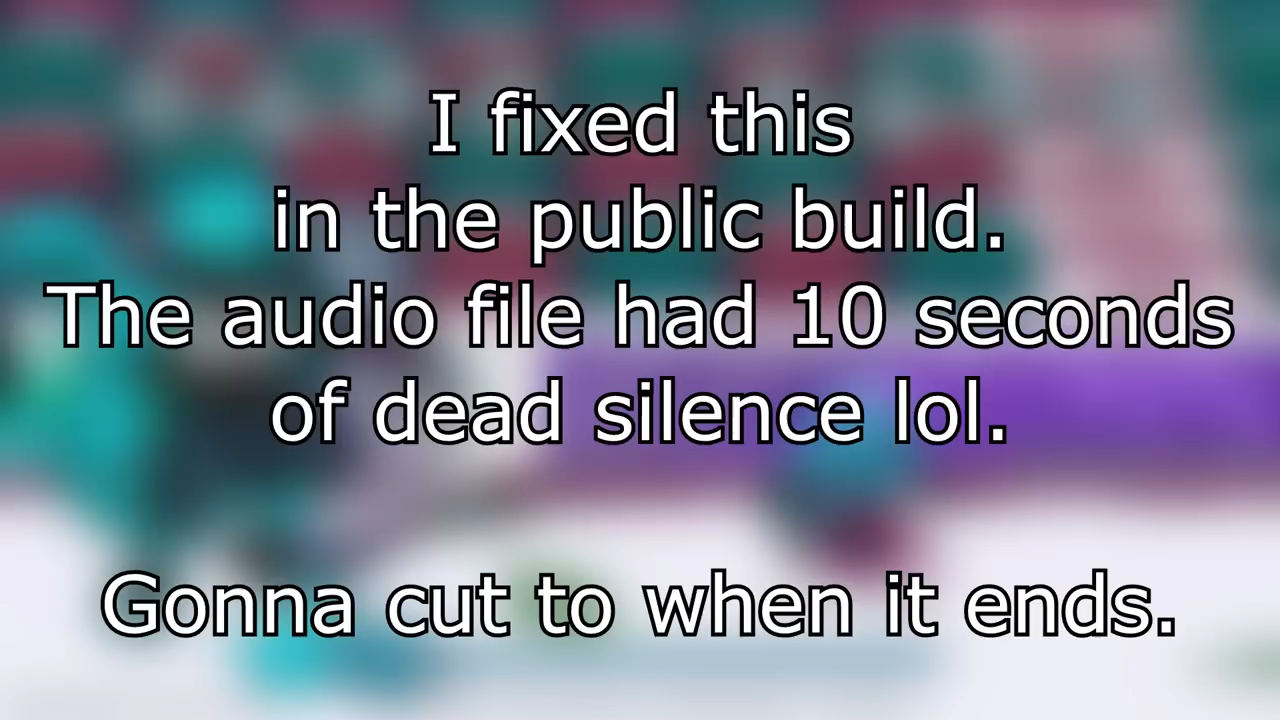 I fixed this
in the public build.
The audio file had 10 seconds
of dead silence lol.
Gonna cut to when it ends.